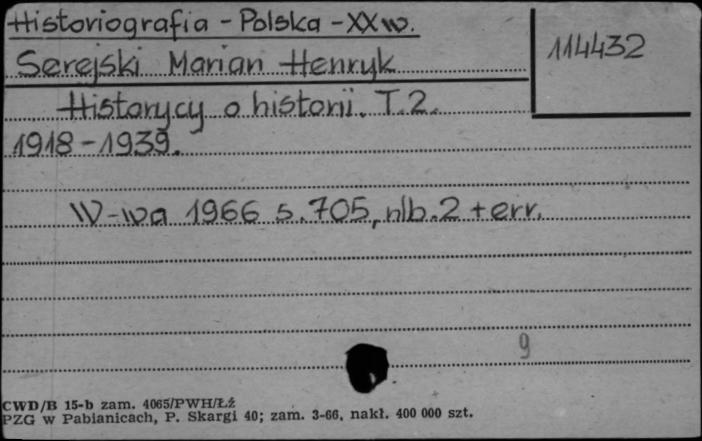 Historiografia - Polska - XX w.
114432
Serejski Marian Henryk
Historycy o historii. T.2.
1918 - 1939.
W-wa 1966 s. 705, nlb. 2 + err.
9
CWD/B 15-b zam. 4065/PWH/Łź
PZG w Pabianicach, P. Skargi 40; zam. 3-66, nakł. 400 000 szt.